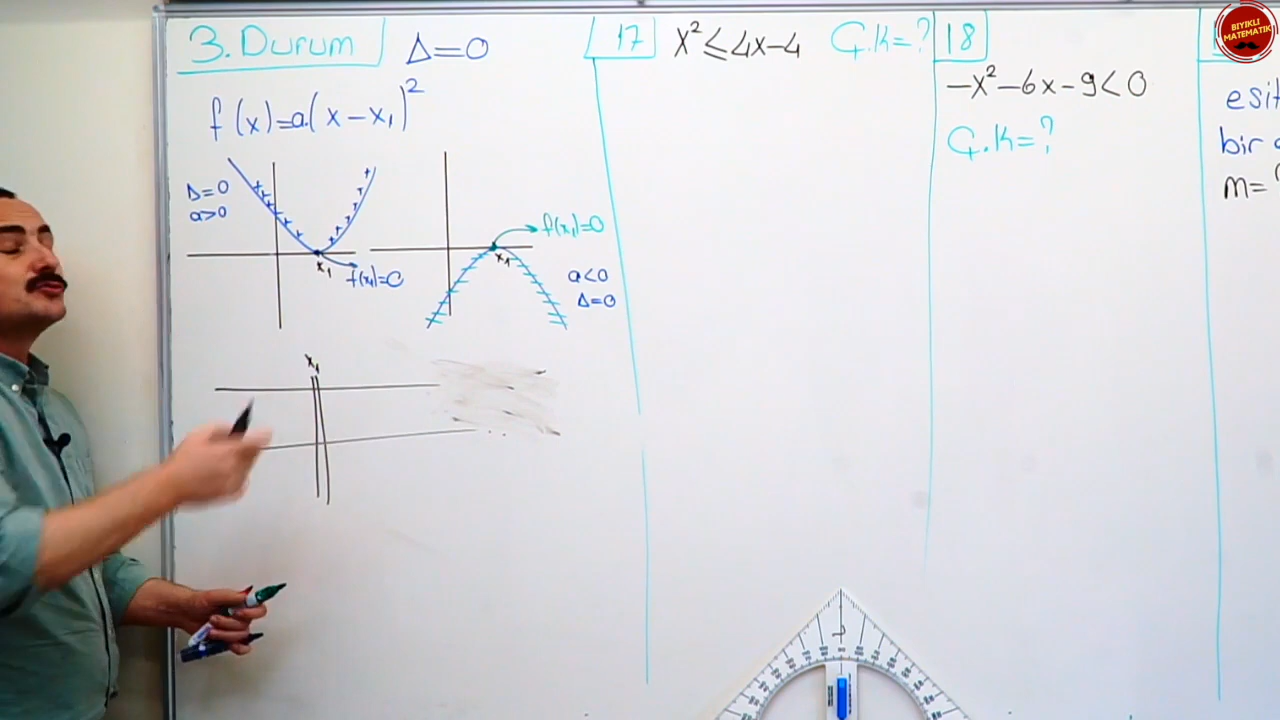 3. Durum
Δ=0
f(x)=a.(x-x₁)²
Δ=0
a>0
x₁
f(x₁)=0
f(x₁)=0
x₁
a<0
Δ=0
x₁
17
x²≤4x-4
Ç.K=?
18
-x²-6x-9<0
Ç.K=?
eşit
bir
m=
BIYIKLI
MATEMATIK